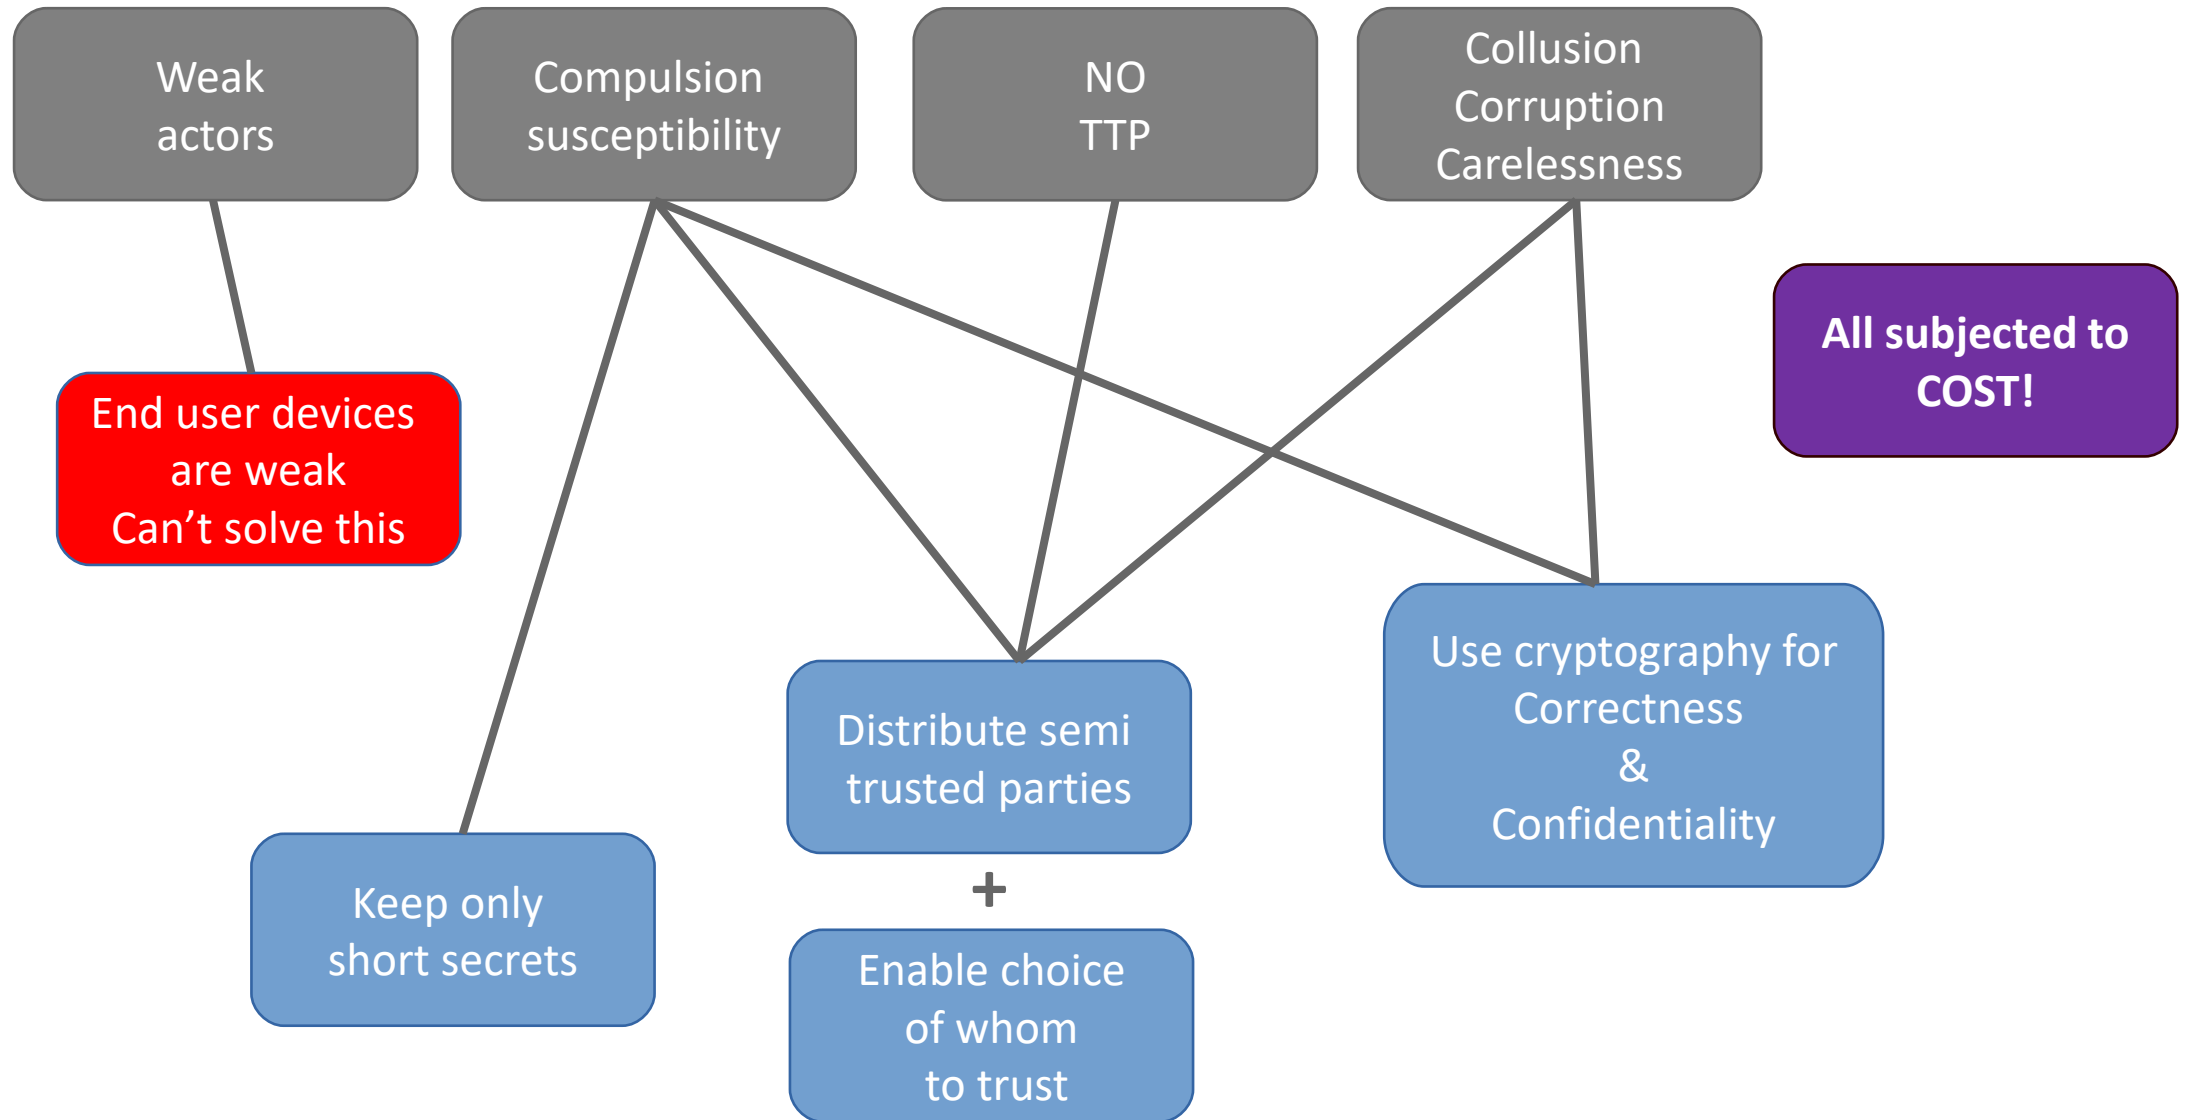 Weak
actors
Compulsion
susceptibility
NO
TTP
Collusion
Corruption
Carelessness
All subjected to
COST!
End user devices
are weak
Can’t solve this
Use cryptography for
Correctness
&
Confidentiality
Distribute semi
trusted parties
+
Enable choice
of whom
to trust
Keep only
short secrets